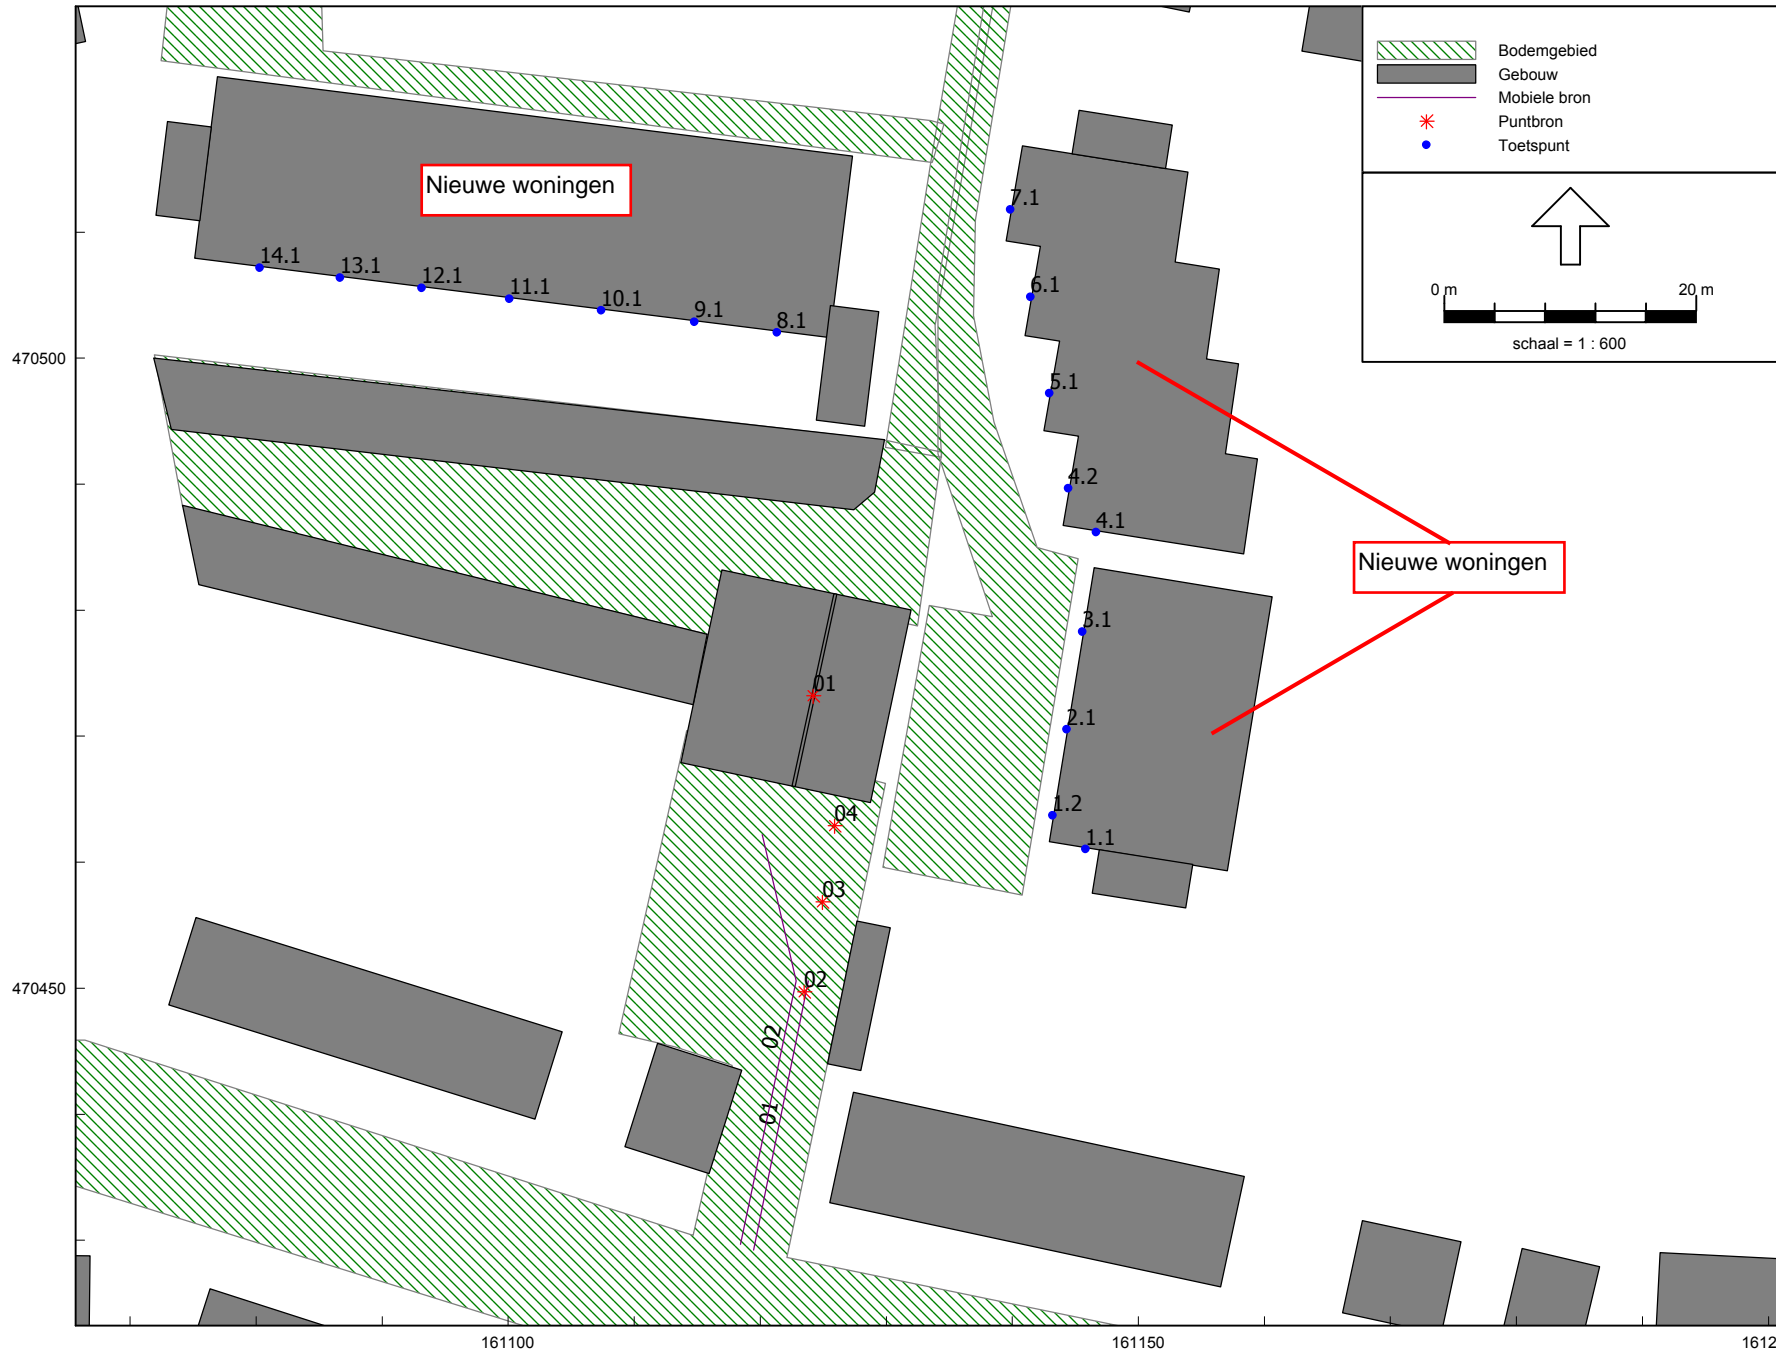 Bodemgebied
Gebouw
Mobiele bron
Puntbron
Toetspunt
0 m
20 m
schaal = 1 : 600
Nieuwe woningen
7.1
14.1
13.1
12.1
11.1
10.1
9.1
8.1
6.1
470500
5.1
4.2
4.1
Nieuwe woningen
3.1
01
2.1
1.2
04
1.1
03
02
470450
02
01
161100
161150
1612